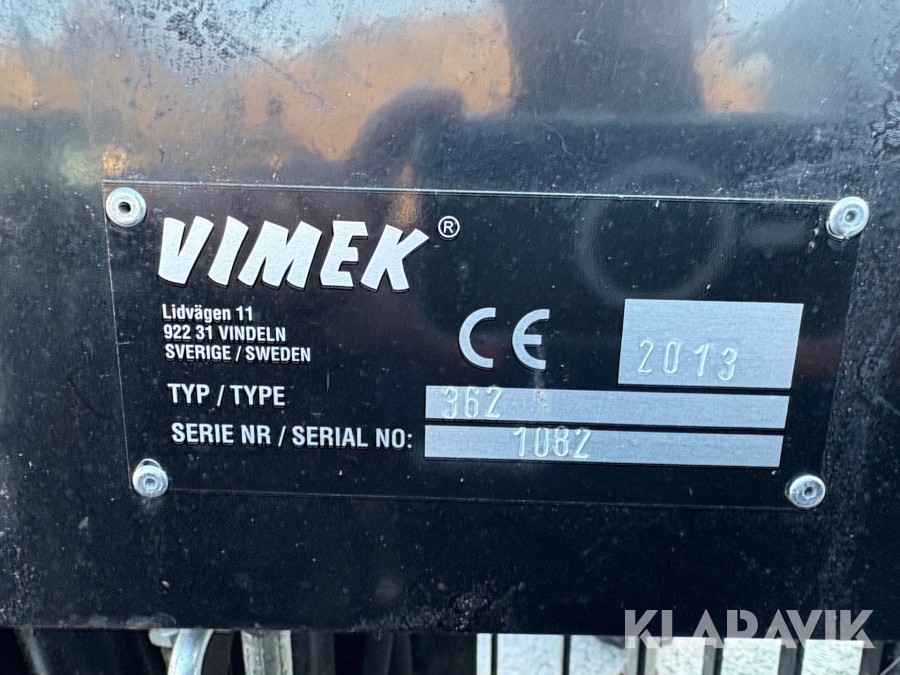 VIMEK®
Lidvägen 11
922 31 VINDELN
SVERIGE / SWEDEN
CE
2013
TYP / TYPE
362
SERIE NR / SERIAL NO:
1082
KLARAVIK